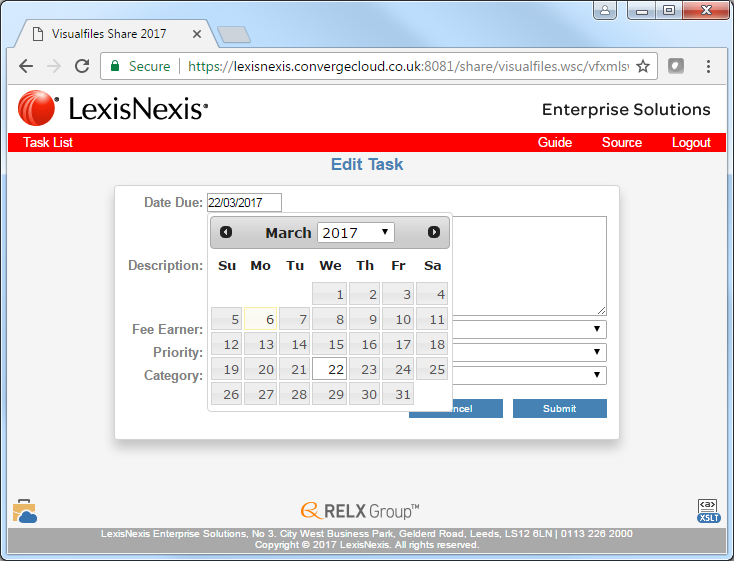 Visualfiles Share 2017
Secure https://lexisnexis.convergecloud.co.uk:8081/share/visualfiles.wsc/vfxmls
LexisNexis® Enterprise Solutions
Task List Guide Source Logout
Edit Task
Date Due: 22/03/2017
March 2017
Description:
Su Mo Tu We Th Fr Sa
1 2 3 4
5 6 7 8 9 10 11
12 13 14 15 16 17 18
19 20 21 22 23 24 25
26 27 28 29 30 31
Fee Earner:
Priority:
Category:
Submit
RELX Group™
XSLT
LexisNexis Enterprise Solutions, No 3. City West Business Park, Gelderd Road, Leeds, LS12 6LN | 0113 226 2000
Copyright © 2017 LexisNexis. All rights reserved.